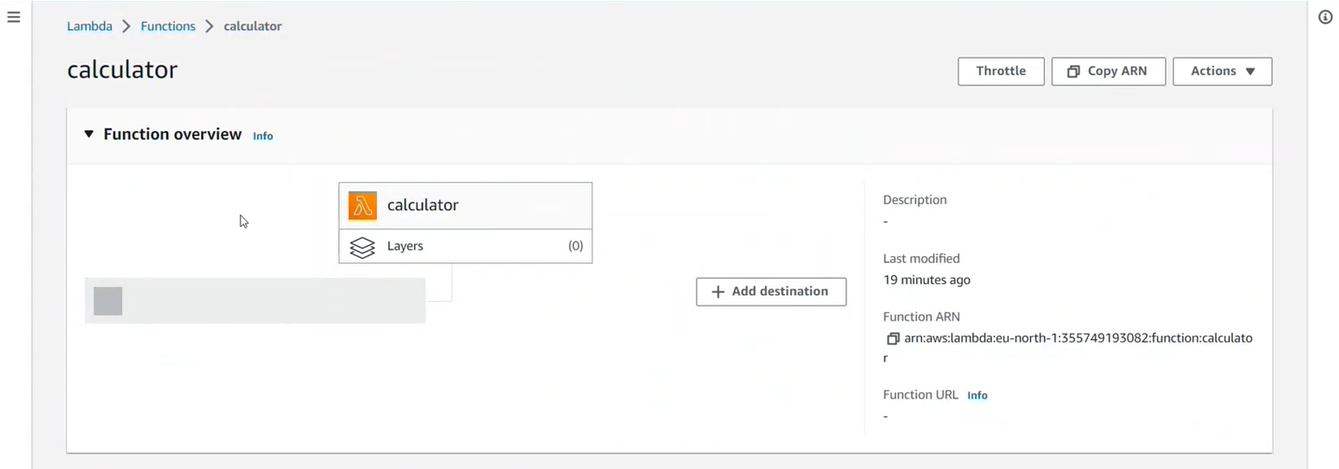 Lambda > Functions > calculator
calculator
Throttle
Copy ARN
Actions
Function overview Info
calculator
Layers (0)
Add destination
Description
-
Last modified
19 minutes ago
Function ARN
arn:aws:lambda:eu-north-1:355749193082:function:calculato
r
Function URL Info
-